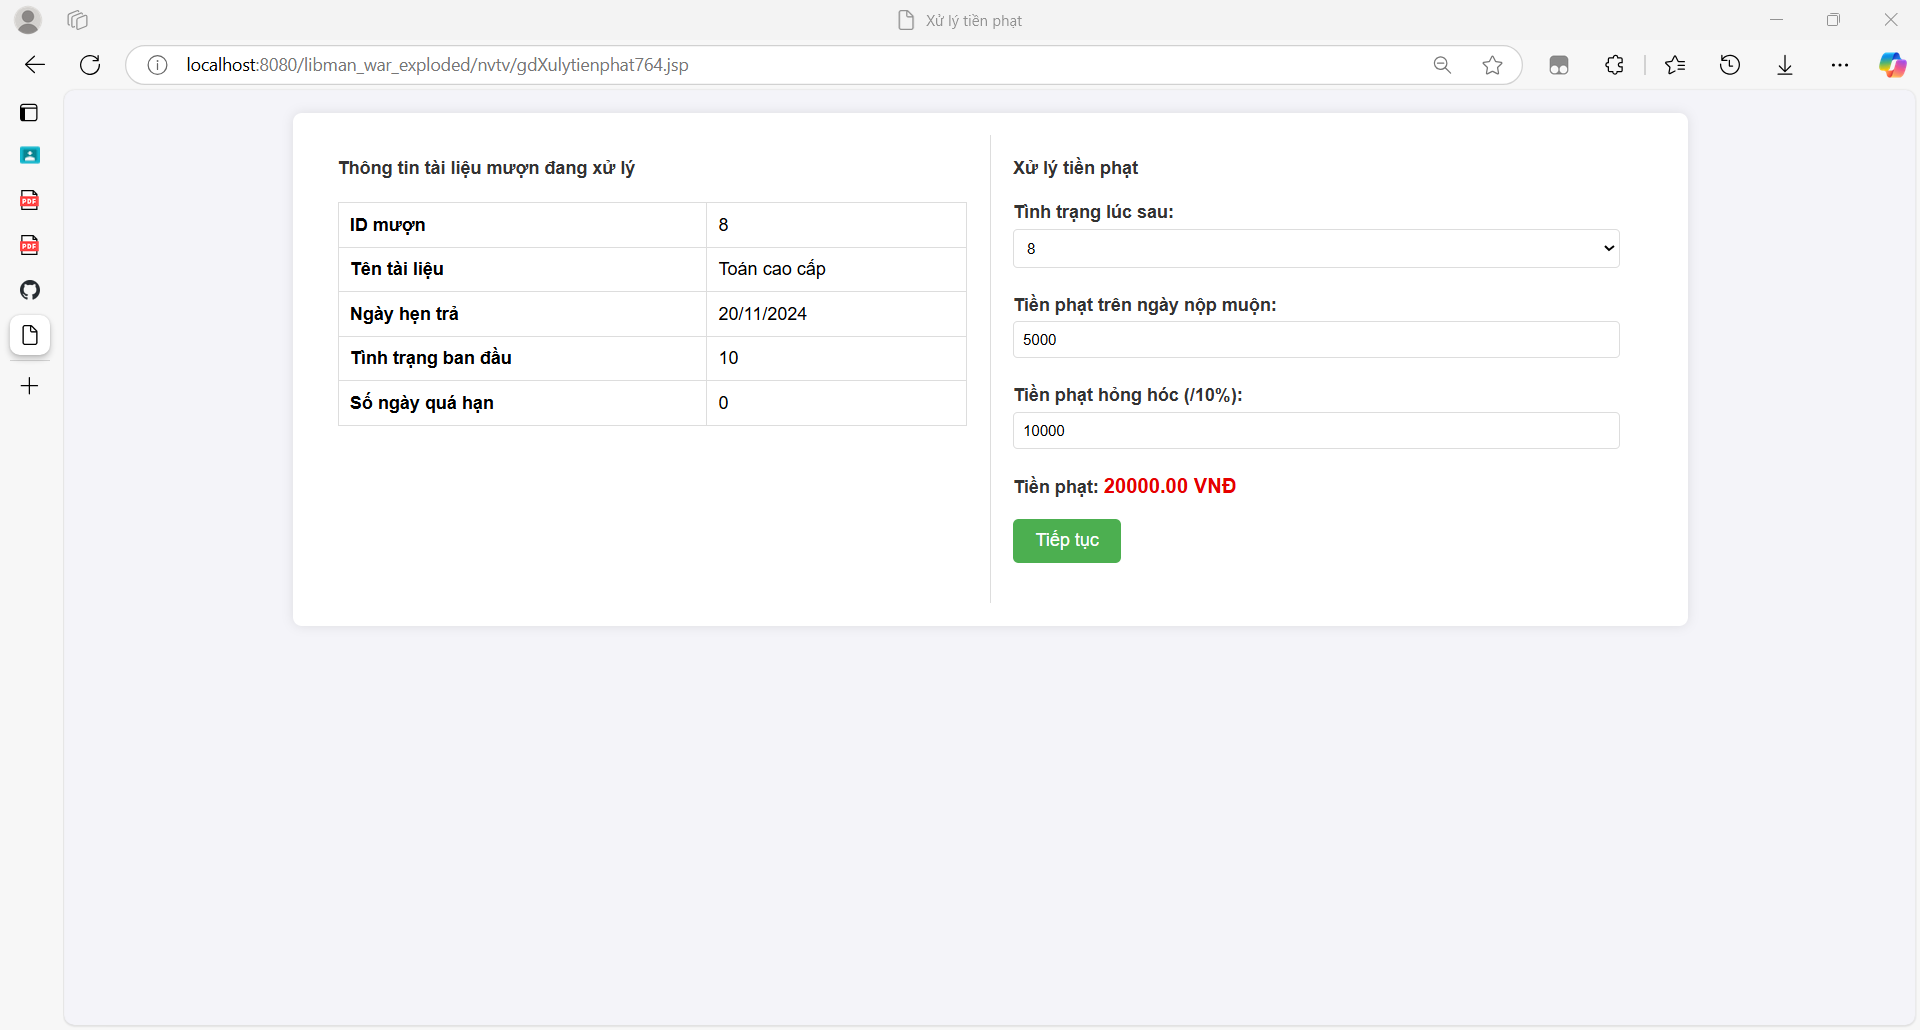 Xử lý tiền phạt
localhost:8080/libman_war_exploded/nvtv/gdXulytienphat764.jsp
PDF
PDF
Thông tin tài liệu mượn đang xử lý
ID mượn 8
Tên tài liệu Toán cao cấp
Ngày hẹn trả 20/11/2024
Tình trạng ban đầu 10
Số ngày quá hạn 0
Xử lý tiền phạt
Tình trạng lúc sau:
8
Tiền phạt trên ngày nộp muộn:
5000
Tiền phạt hỏng hóc (/10%):
10000
Tiền phạt: 20000.00 VNĐ
Tiếp tục